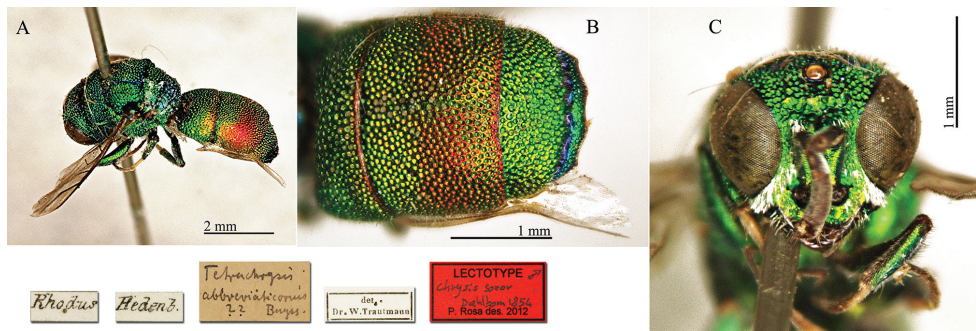 A
B
C
2 mm
1 mm
1 mm
Rhodus
Hedenb.
Tetrachrysis
abbreviaticornis
?? Buyss.
det.
Dr. W. Trautmann
LECTOTYPE ♂
Chrysis soror
Dahlbom 1854
P. Rosa des. 2012